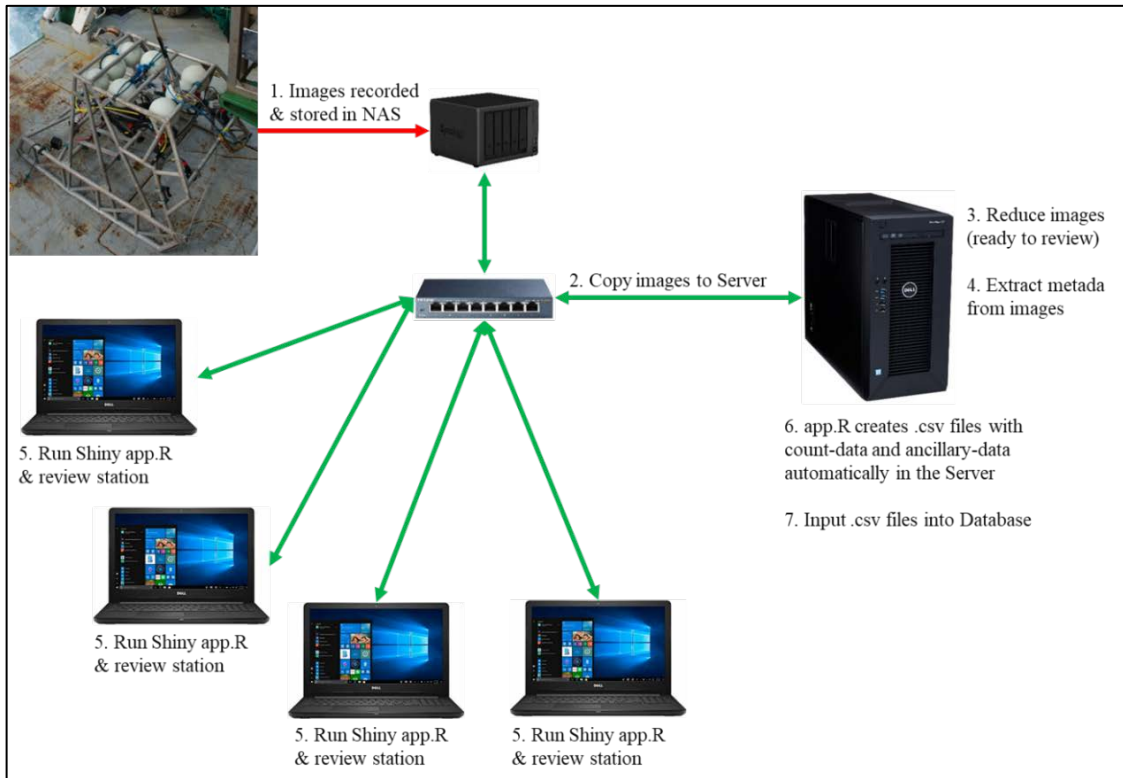 1. Images recorded
& stored in NAS
2. Copy images to Server
3. Reduce images
(ready to review)
4. Extract metada
from images
DELL
5. Run Shiny app.R
& review station
5. Run Shiny app.R
& review station
5. Run Shiny app.R
& review station
5. Run Shiny app.R
& review station
6. app.R creates .csv files with
count-data and ancillary-data
automatically in the Server
7. Input .csv files into Database